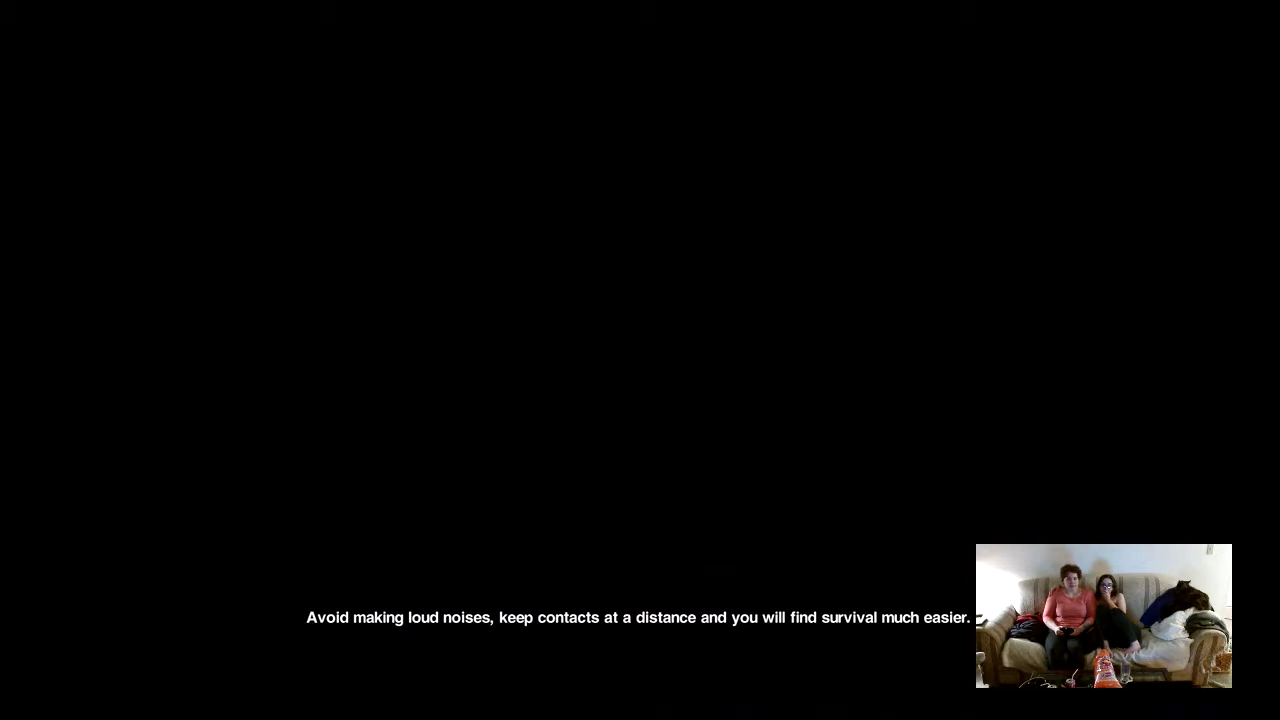 Avoid making loud noises, keep contacts at a distance and you will find survival much easier.